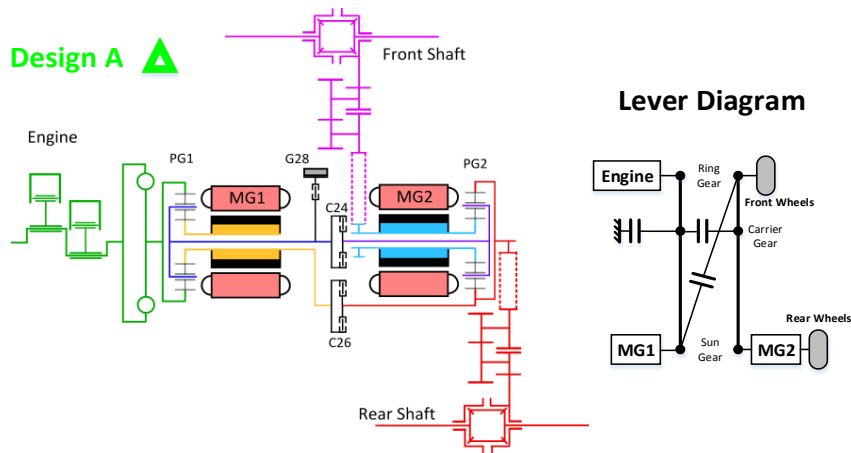 Design A
Front Shaft
Engine
PG1
G28
PG2
MG1
MG2
C24
C26
Rear Shaft
Lever Diagram
Engine
Ring
Gear
Front Wheels
Carrier
Gear
Rear Wheels
MG1
Sun
Gear
MG2